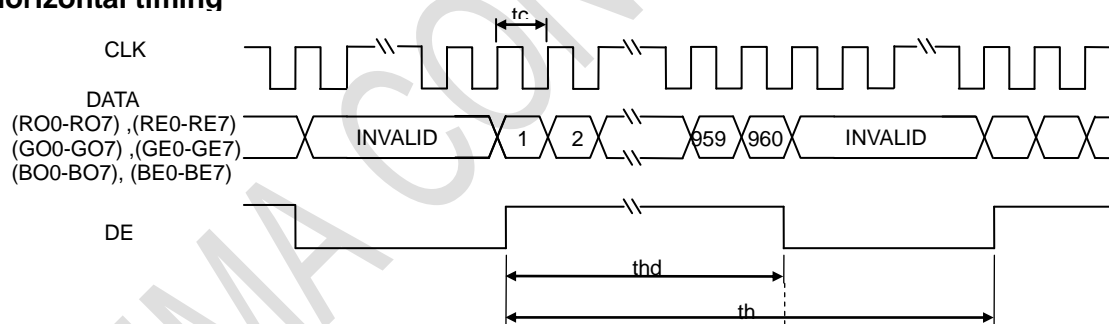 Horizontal timing
tc
CLK
DATA
(RO0-RO7) ,(RE0-RE7)
(GO0-GO7) ,(GE0-GE7)
(BO0-BO7), (BE0-BE7)
INVALID 1 2 959 960 INVALID
DE
thd
th